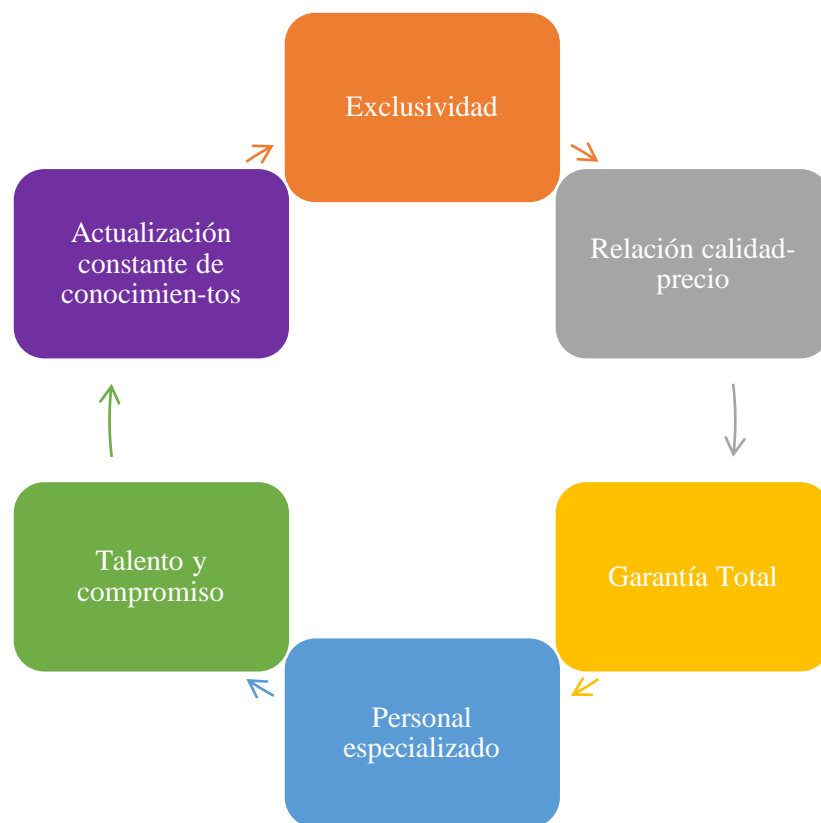 Exclusividad
Relación calidad-
precio
Garantía Total
Personal
especializado
Talento y
compromiso
Actualización
constante de
conocimien-tos